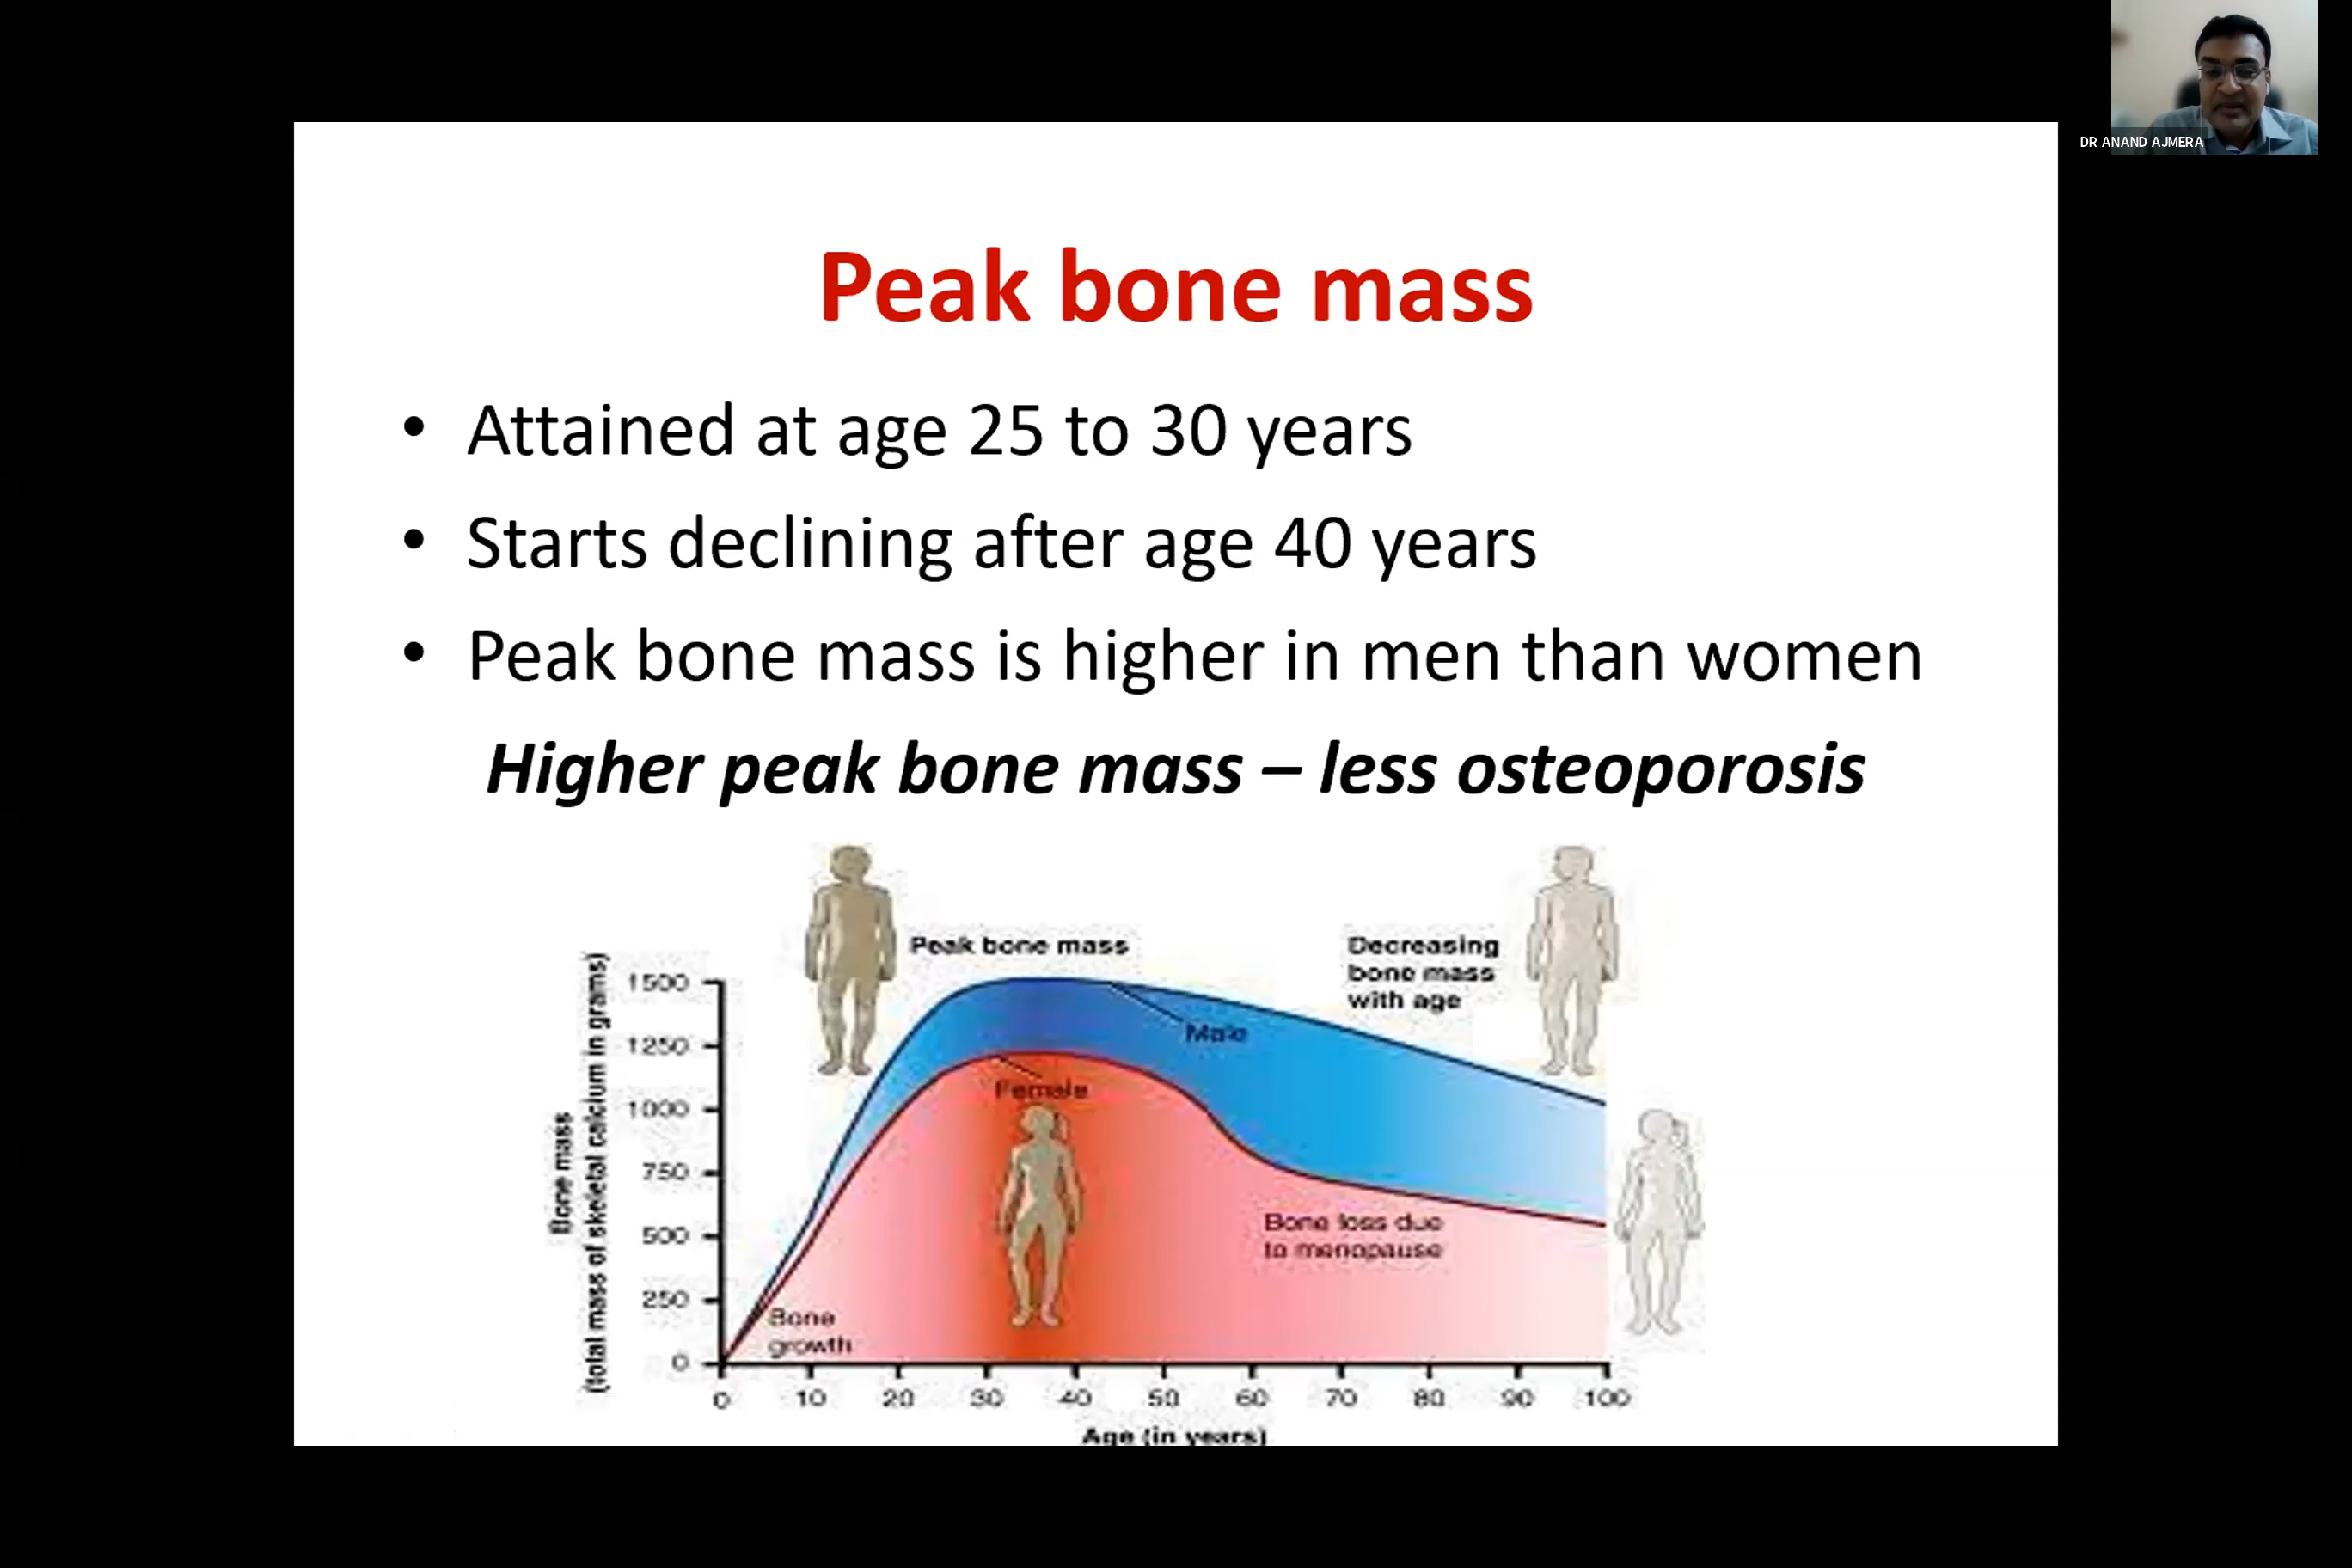 DR ANAND AJMERA
Peak bone mass
• Attained at age 25 to 30 years
• Starts declining after age 40 years
• Peak bone mass is higher in men than women
Higher peak bone mass – less osteoporosis
Peak bone mass
Decreasing
bone mass
with age
Male
Female
Bone loss due
to menopause
Bone
growth
Bone mass
(total mass of skeletal calcium in grams)
1500
1250
1000
750
500
250
0
0 10 20 30 40 50 60 70 80 90 100
Age (in years)